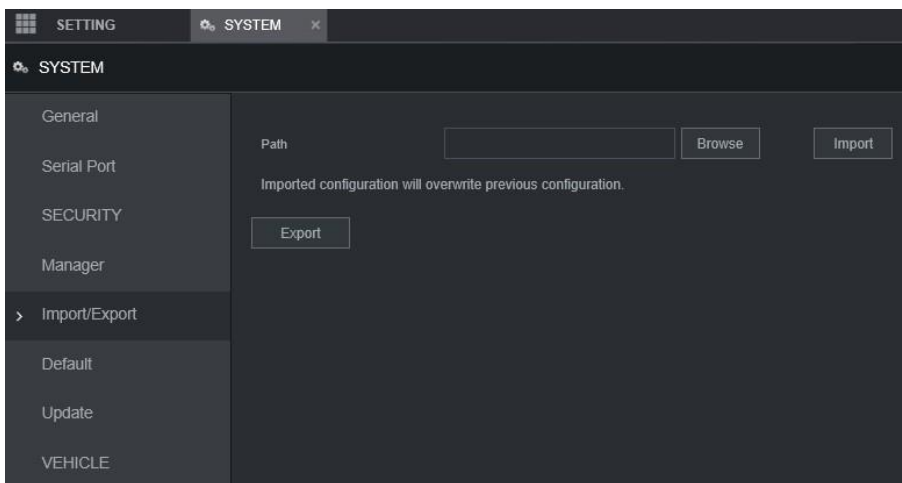 SETTING
SYSTEM ×
SYSTEM
General
Serial Port
SECURITY
Manager
Import/Export
Default
Update
VEHICLE
Path Browse Import
Imported configuration will overwrite previous configuration.
Export